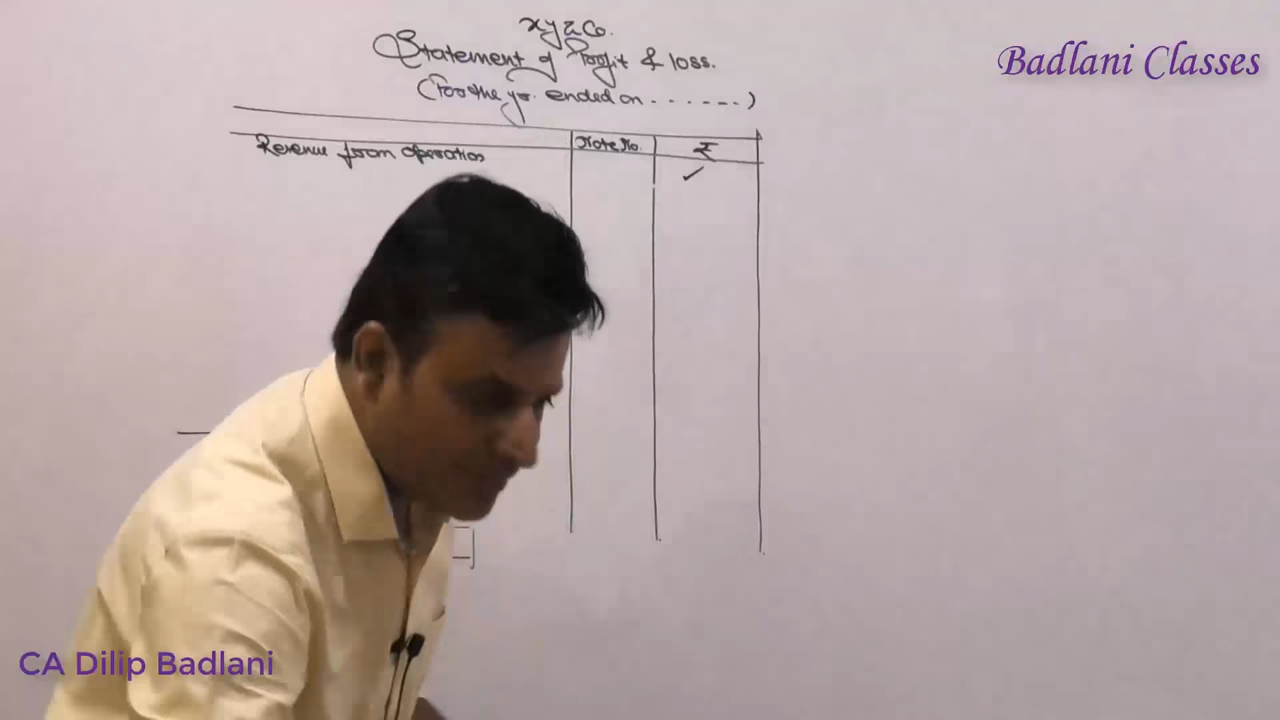 xyz Co.
Badlani Classes
Statement of Profit & loss.
(For the yr. ended on.......)
Note No.
₹
Revenue from operation
✓
CA Dilip Badlani